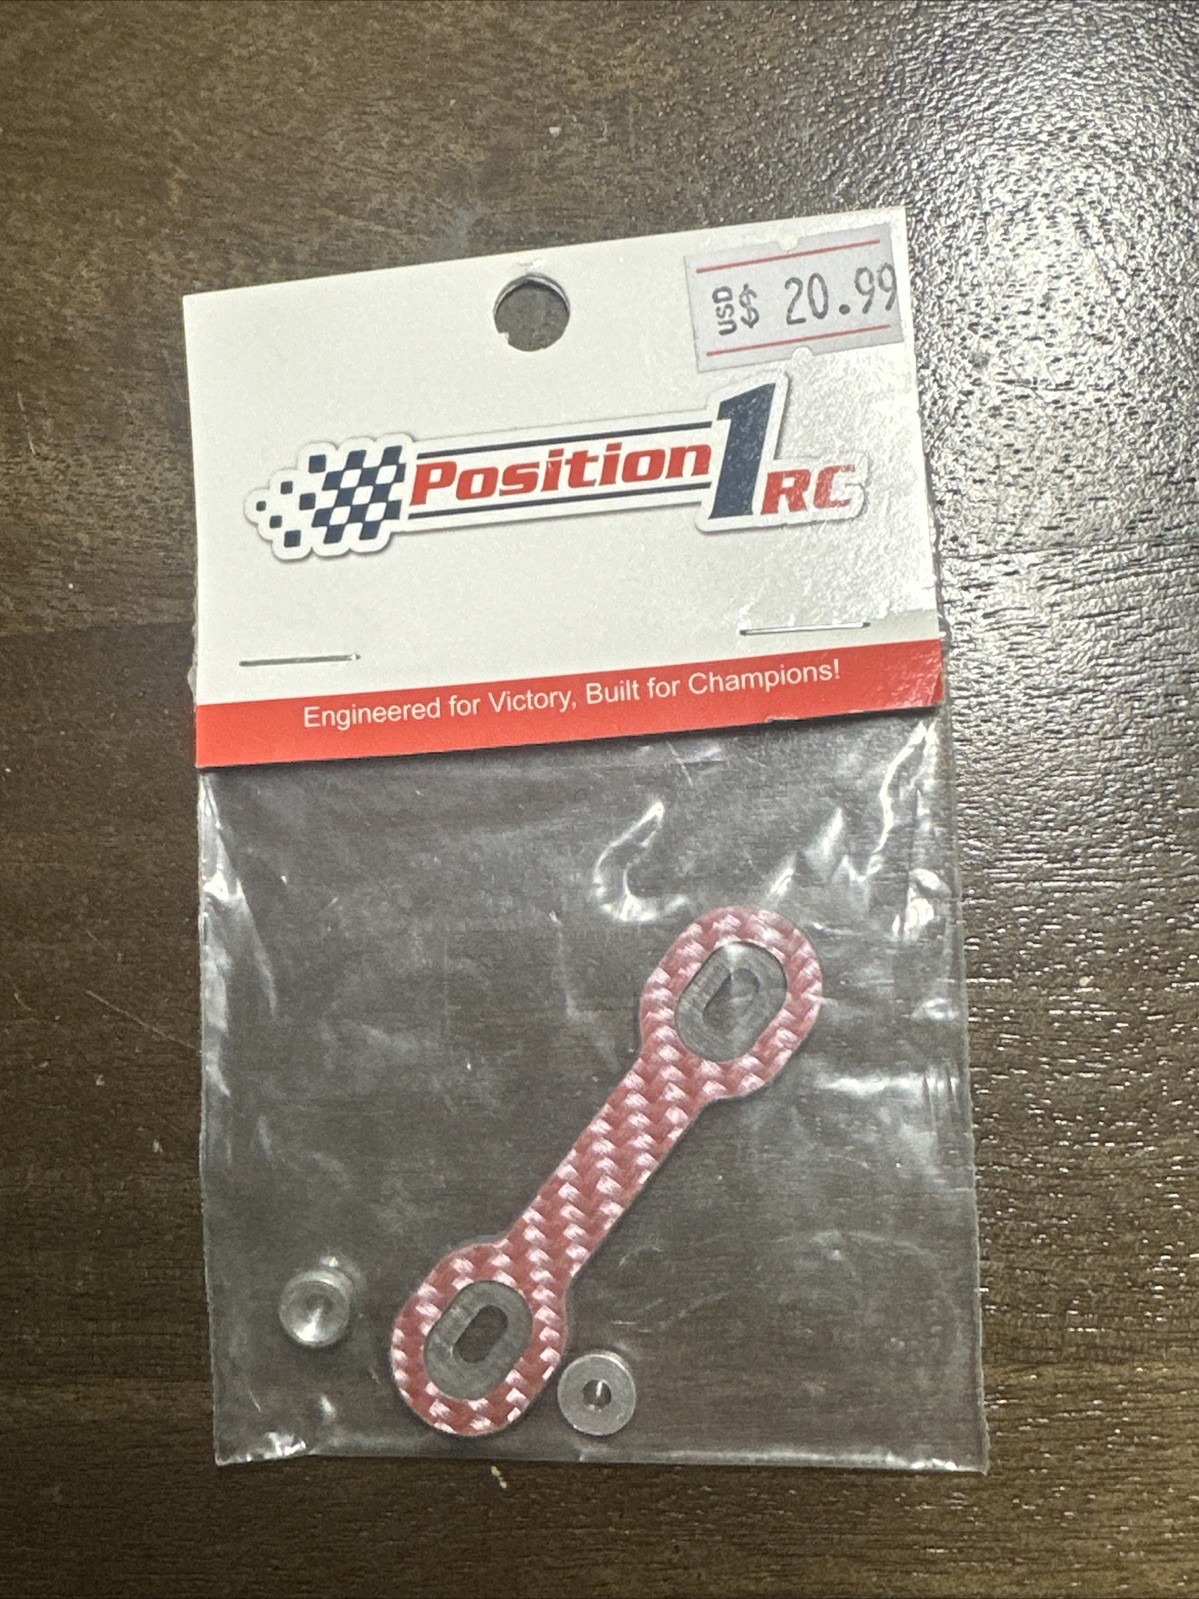 USD $ 20.99
Position 1 RC
Engineered for Victory, Built for Champions!